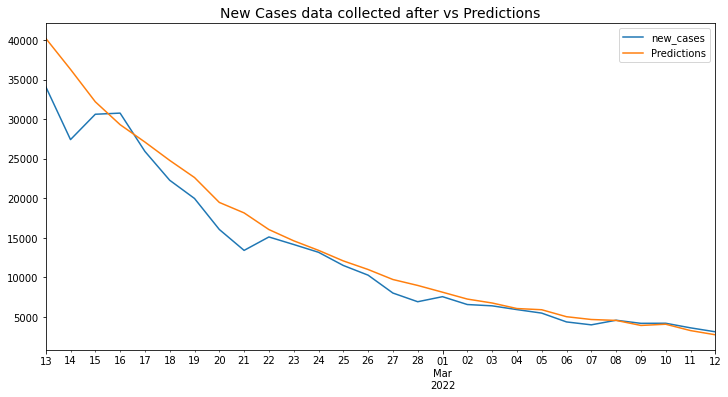 New Cases data collected after vs Predictions
new_cases
Predictions
40000
35000
30000
25000
20000
15000
10000
5000
13 14 15 16 17 18 19 20 21 22 23 24 25 26 27 28 01 02 03 04 05 06 07 08 09 10 11 12
Mar
2022